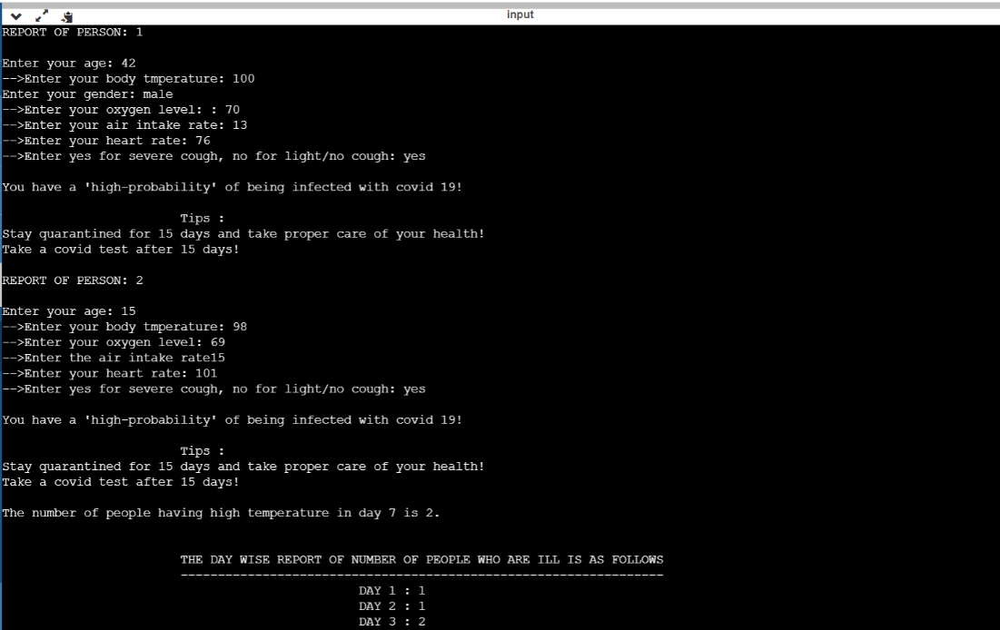 input
REPORT OF PERSON: 1
Enter your age: 42
-->Enter your body tmperature: 100
Enter your gender: male
-->Enter your oxygen level: : 70
-->Enter your air intake rate: 13
-->Enter your heart rate: 76
-->Enter yes for severe cough, no for light/no cough: yes
You have a 'high-probability' of being infected with covid 19!
Tips :
Stay quarantined for 15 days and take proper care of your health!
Take a covid test after 15 days!
REPORT OF PERSON: 2
Enter your age: 15
-->Enter your body tmperature: 98
-->Enter your oxygen level: 69
-->Enter the air intake rate15
-->Enter your heart rate: 101
-->Enter yes for severe cough, no for light/no cough: yes
You have a 'high-probability' of being infected with covid 19!
Tips :
Stay quarantined for 15 days and take proper care of your health!
Take a covid test after 15 days!
The number of people having high temperature in day 7 is 2.
THE DAY WISE REPORT OF NUMBER OF PEOPLE WHO ARE ILL IS AS FOLLOWS
-----------------------------------------------------------------
DAY 1 : 1
DAY 2 : 1
DAY 3 : 2